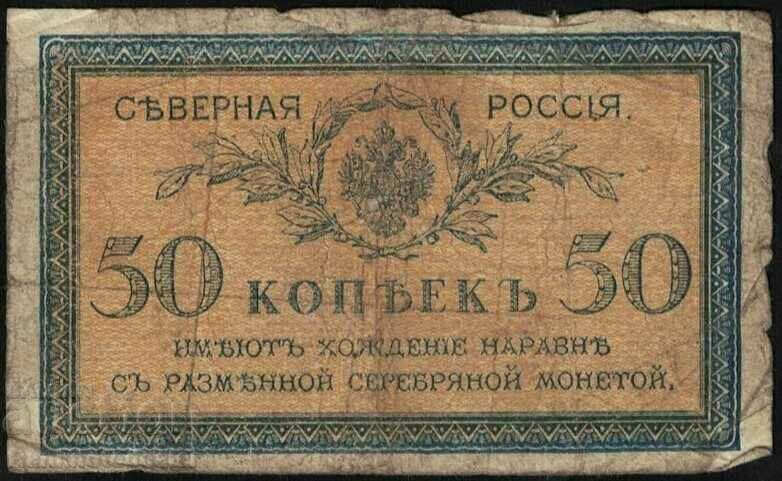 СѢВЕРНАЯ РОССІЯ.
50 КОПѢЕКЪ 50
ИМѢЮТЪ ХОЖДЕНІЕ НАРАВНѢ
СЪ РАЗМѢННОЙ СЕРЕБРЯНОЙ МОНЕТОЙ.